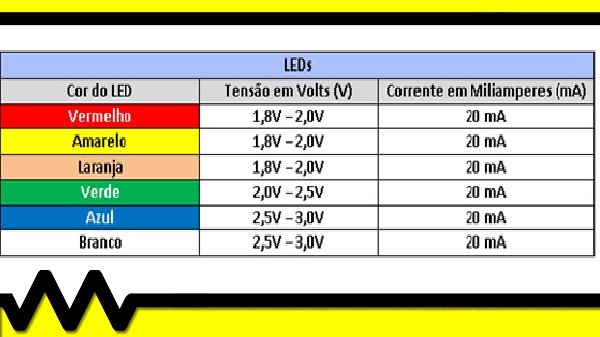 LEDs
Cor do LED Tensão em Volts (V) Corrente em Miliamperes (mA)
Vermelho 1,8V – 2,0V 20 mA
Amarelo 1,8V – 2,0V 20 mA
Laranja 1,8V – 2,0V 20 mA
Verde 2,0V – 2,5V 20 mA
Azul 2,5V – 3,0V 20 mA
Branco 2,5V – 3,0V 20 mA